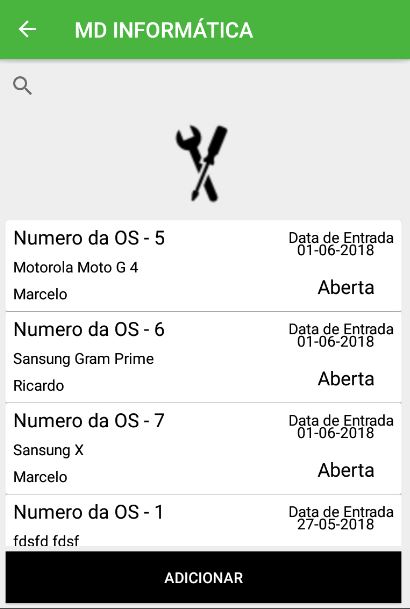 MD INFORMÁTICA
Numero da OS - 5
Data de Entrada
01-06-2018
Motorola Moto G 4
Marcelo
Aberta
Numero da OS - 6
Data de Entrada
01-06-2018
Sansung Gram Prime
Ricardo
Aberta
Numero da OS - 7
Data de Entrada
01-06-2018
Sansung X
Marcelo
Aberta
Numero da OS - 1
Data de Entrada
27-05-2018
fdsfd fdsf
ADICIONAR